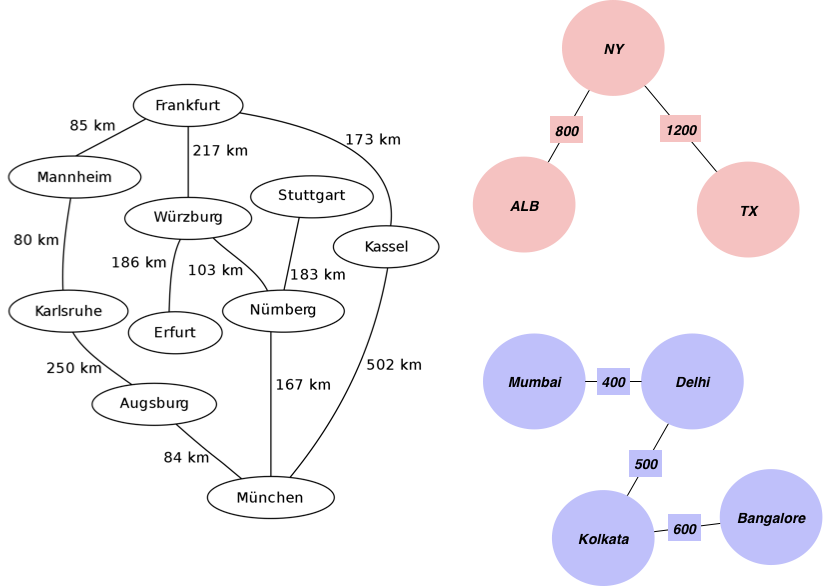 Frankfurt
85 km
217 km
173 km
Mannheim
Stuttgart
Würzburg
Kassel
80 km
186 km
103 km
183 km
Karlsruhe
Nürnberg
Erfurt
250 km
502 km
167 km
Augsburg
84 km
München
NY
800
1200
ALB
TX
Mumbai
400
Delhi
500
Kolkata
600
Bangalore